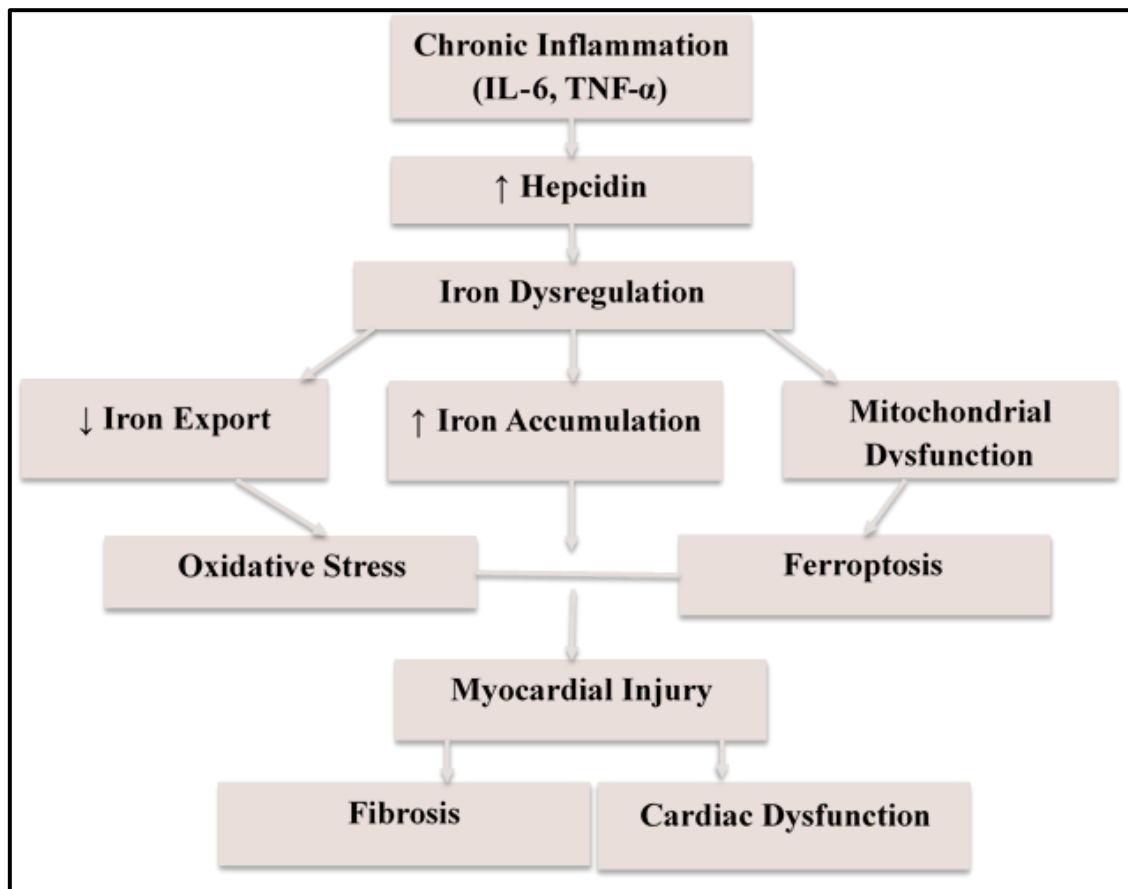 Chronic Inflammation
(IL-6, TNF-α)
↑ Hepcidin
Iron Dysregulation
↓ Iron Export
↑ Iron Accumulation
Mitochondrial
Dysfunction
Oxidative Stress
Ferroptosis
Myocardial Injury
Fibrosis
Cardiac Dysfunction